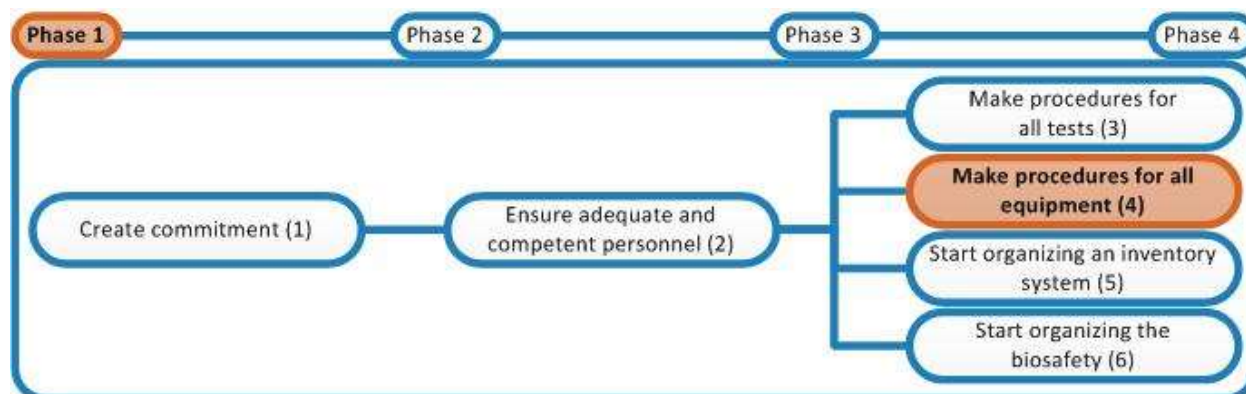 Phase 1
Phase 2
Phase 3
Phase 4
Create commitment (1)
Ensure adequate and
competent personnel (2)
Make procedures for
all tests (3)
Make procedures for all
equipment (4)
Start organizing an inventory
system (5)
Start organizing the
biosafety (6)